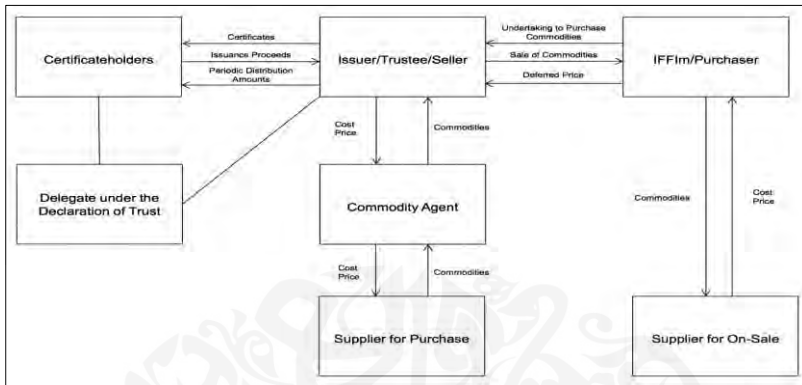 Certificates
Undertaking to Purchase
Commodities
Issuance Proceeds
Sale of Commodities
Certificateholders
Issuer/Trustee/Seller
IFFIm/Purchaser
Periodic Distribution
Amounts
Deferred Price
Cost
Price
Commodities
Delegate under the
Declaration of Trust
Commodity Agent
Commodities
Cost
Price
Cost
Price
Commodities
Supplier for Purchase
Supplier for On-Sale